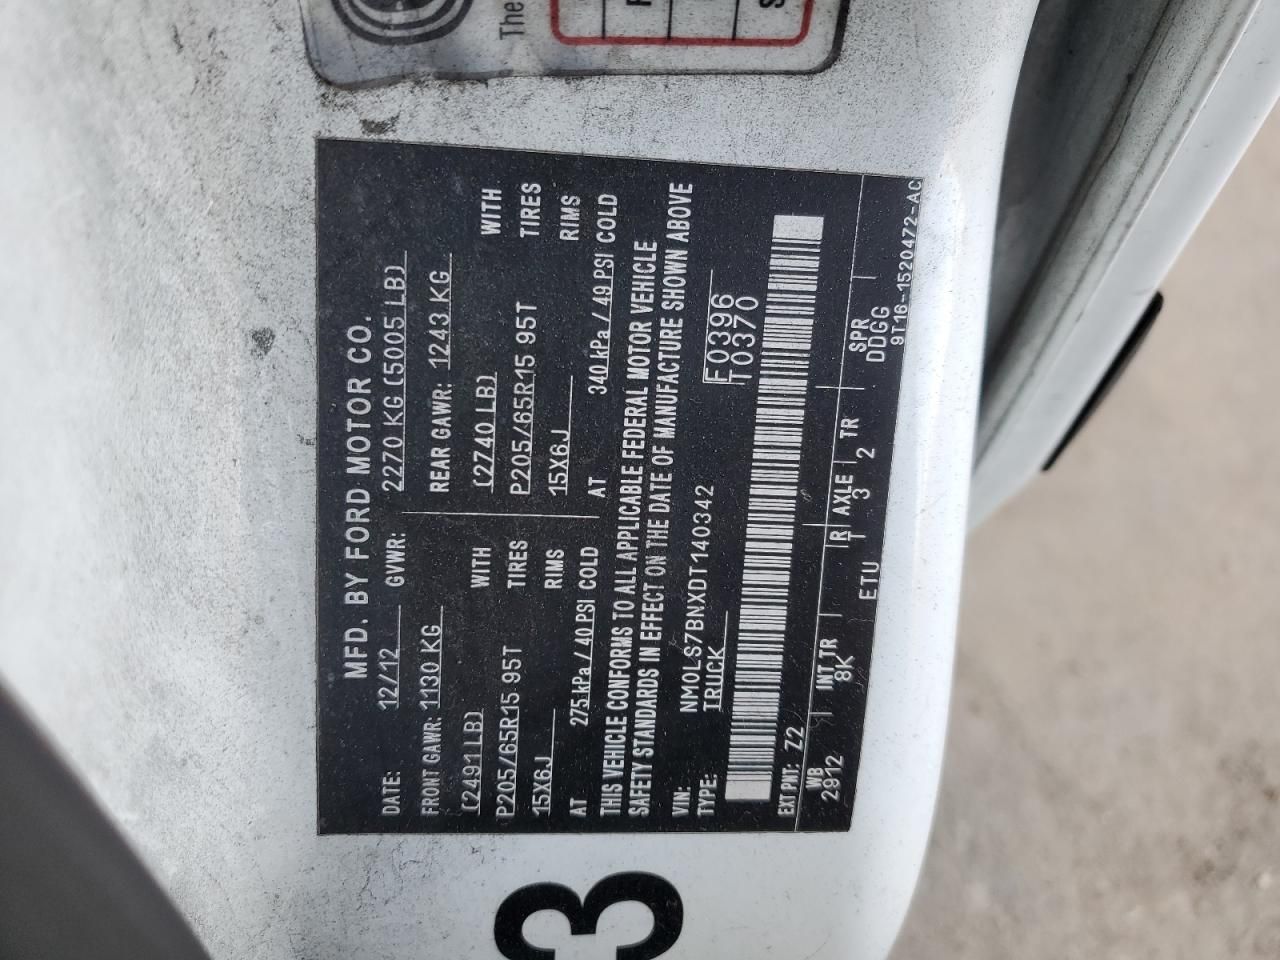 The
MFD. BY FORD MOTOR CO.
DATE: 12/12 GVWR: 2270 KG (5005 LB)
FRONT GAWR: 1130 KG REAR GAWR: 1243 KG
(2491 LB) WITH (2740 LB) WITH
P205/65R15 95T TIRES P205/65R15 95T TIRES
15X6J RIMS 15X6J RIMS
AT 275 kPa / 40 PSI COLD AT 340 kPa / 49 PSI COLD
THIS VEHICLE CONFORMS TO ALL APPLICABLE FEDERAL MOTOR VEHICLE
SAFETY STANDARDS IN EFFECT ON THE DATE OF MANUFACTURE SHOWN ABOVE
VIN: NM0LS7BNXDT140342 F0396
TYPE: TRUCK T0370
EXT PNT: Z2
WB INT TR R AXLE TR SPR
2912 8K T 3 2 DDGG
ETU 9T16-1520472-AC
3